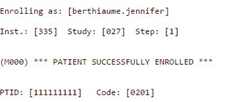 Enrolling as: [berthiaume.jennifer]
Inst.: [335] Study: [027] Step: [1]
(M000) *** PATIENT SUCCESSFULLY ENROLLED ***
PTID: [111111111] Code: [0201]